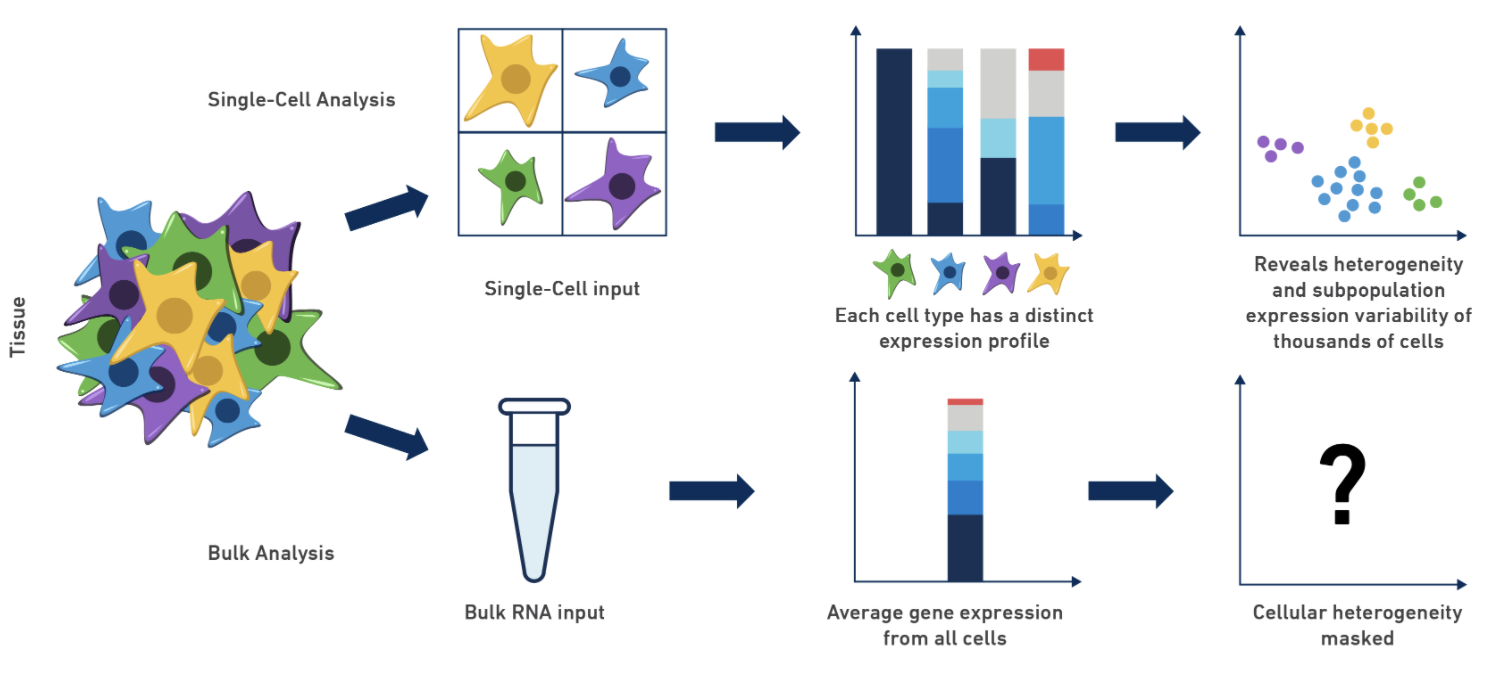 Tissue
Single-Cell Analysis
Single-Cell input
Each cell type has a distinct
expression profile
Reveals heterogeneity
and subpopulation
expression variability of
thousands of cells
Bulk Analysis
Bulk RNA input
Average gene expression
from all cells
?
Cellular heterogeneity
masked